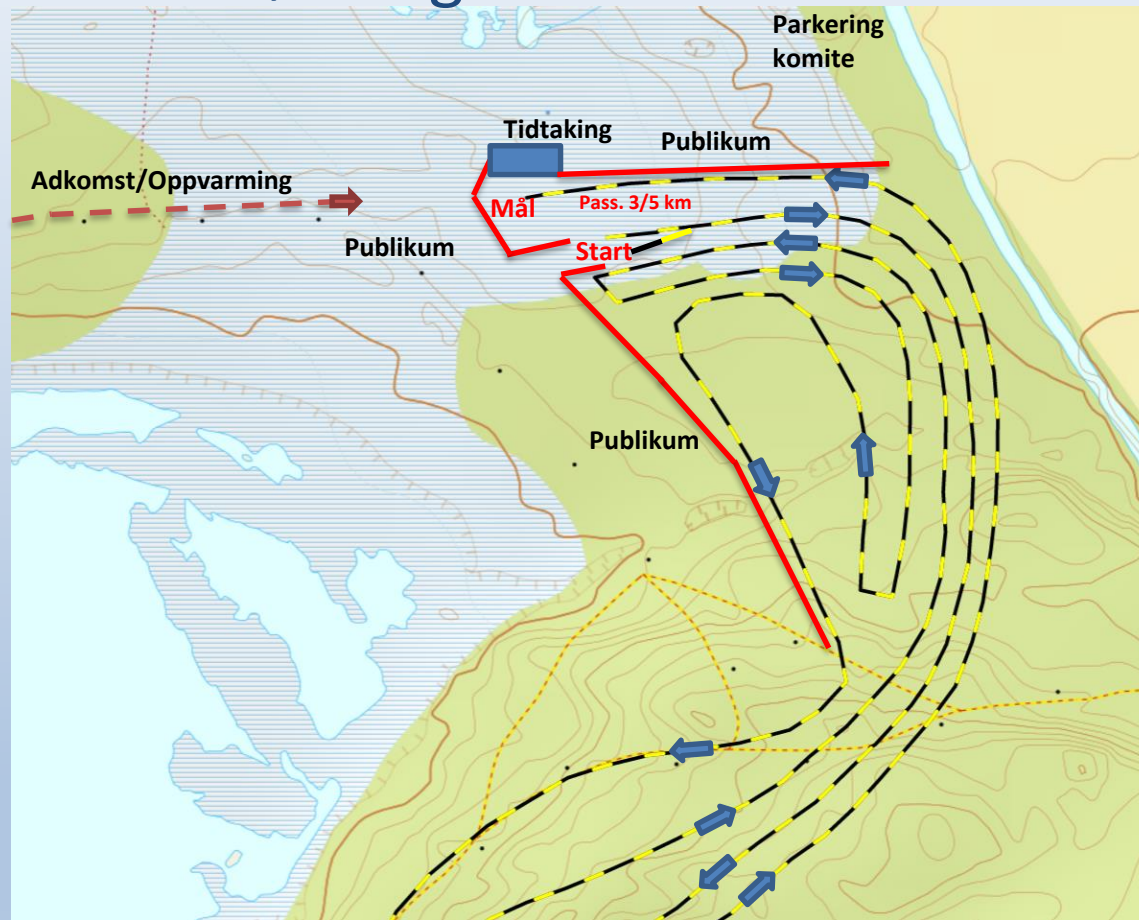 Parkering
komite
Tidtaking
Publikum
Adkomst/Oppvarming
Mål
Pass. 3/5 km
Publikum
Start
Publikum